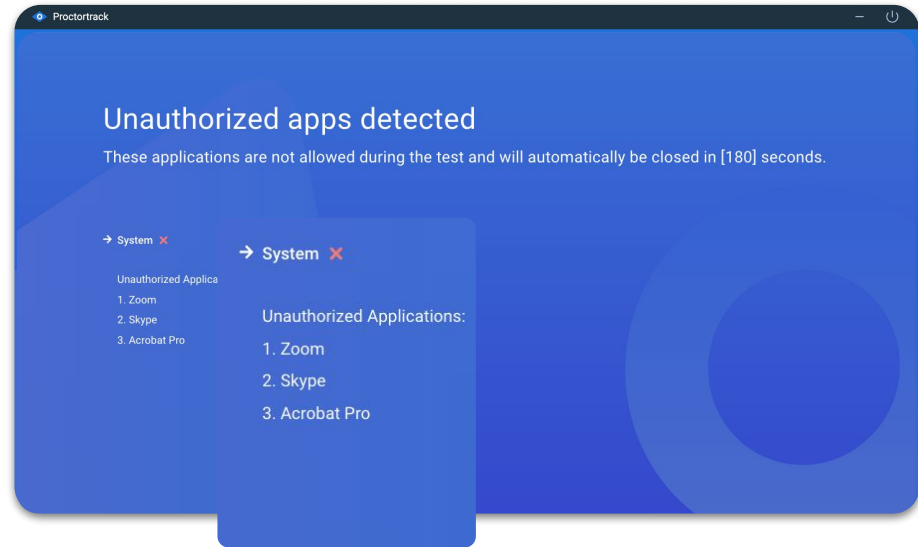 Proctortrack
Unauthorized apps detected
These applications are not allowed during the test and will automatically be closed in [180] seconds.
System
Unauthorized Applica
1. Zoom
2. Skype
3. Acrobat Pro
System
Unauthorized Applications:
1. Zoom
2. Skype
3. Acrobat Pro